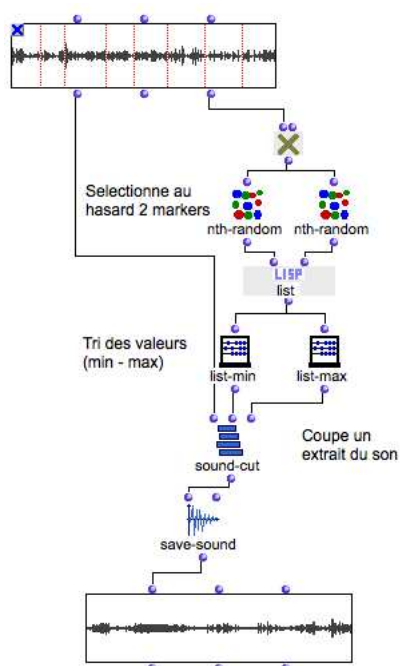 Selectionne au
hasard 2 markers
nth-random
nth-random
LISP
list
Tri des valeurs
(min - max)
list-min
list-max
Coupe un
extrait du son
sound-cut
save-sound